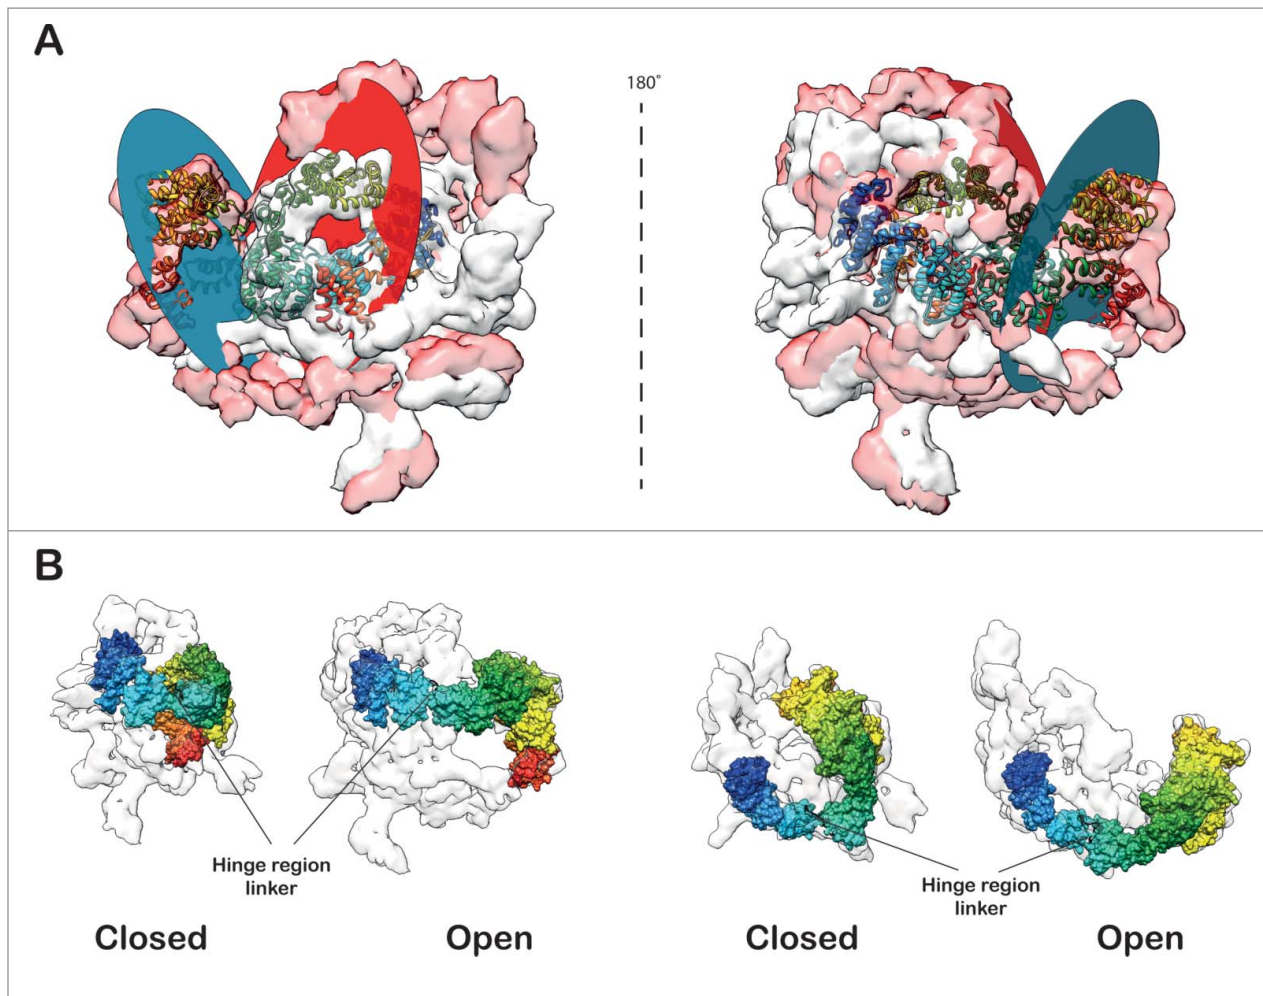 A
180°
B
Hinge region
linker
Hinge region
linker
Closed
Open
Closed
Open